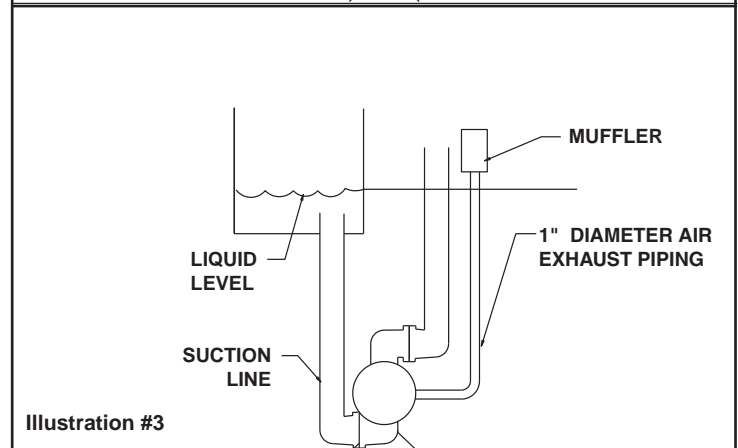 MUFFLER
1" DIAMETER AIR
EXHAUST PIPING
LIQUID
LEVEL
SUCTION
LINE
Illustration #3